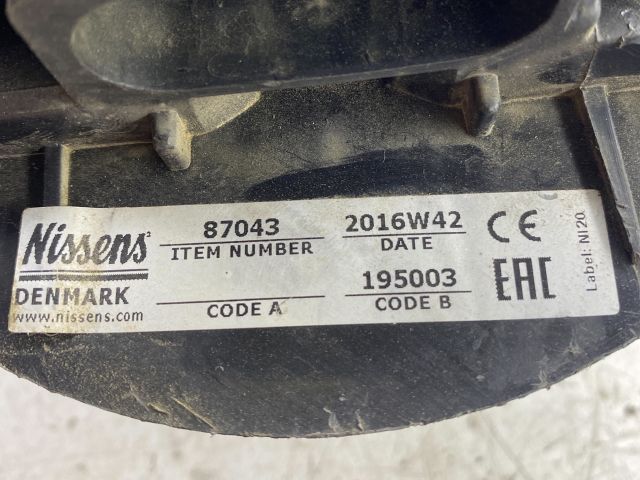 Nissens
DENMARK
www.nissens.com
87043
ITEM NUMBER
CODE A
2016W42
DATE
195003
CODE B
CE
EAC
Label: NI20